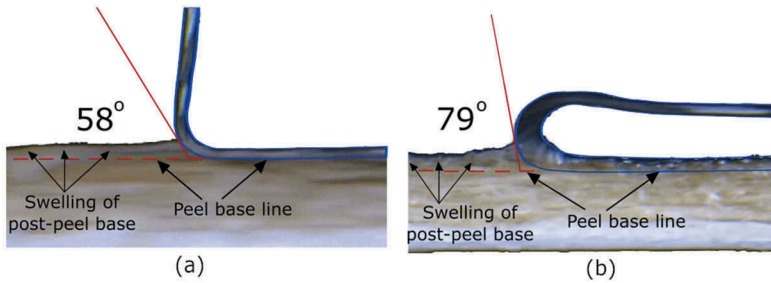 58°
Swelling of
post-peel base
Peel base line
(a)
79°
Swelling of
post-peel base
Peel base line
(b)